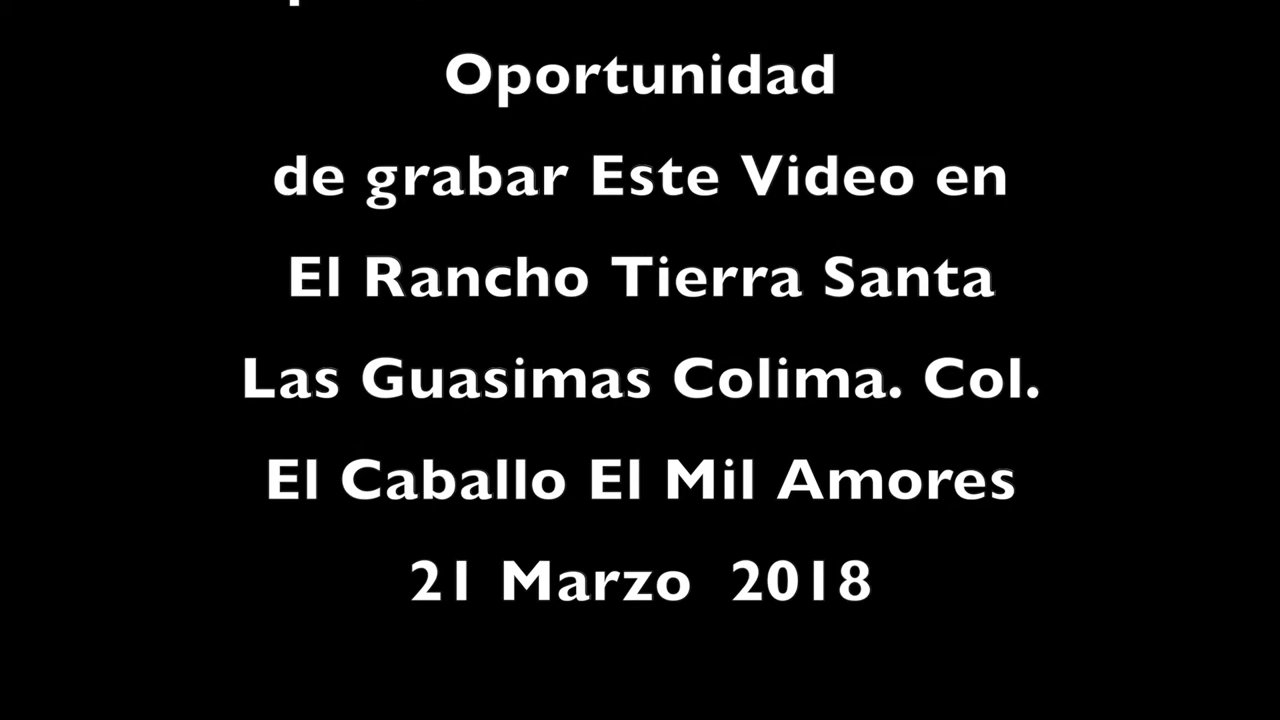 Oportunidad
de grabar Este Video en
El Rancho Tierra Santa
Las Guasimas Colima. Col.
El Caballo El Mil Amores
21 Marzo  2018